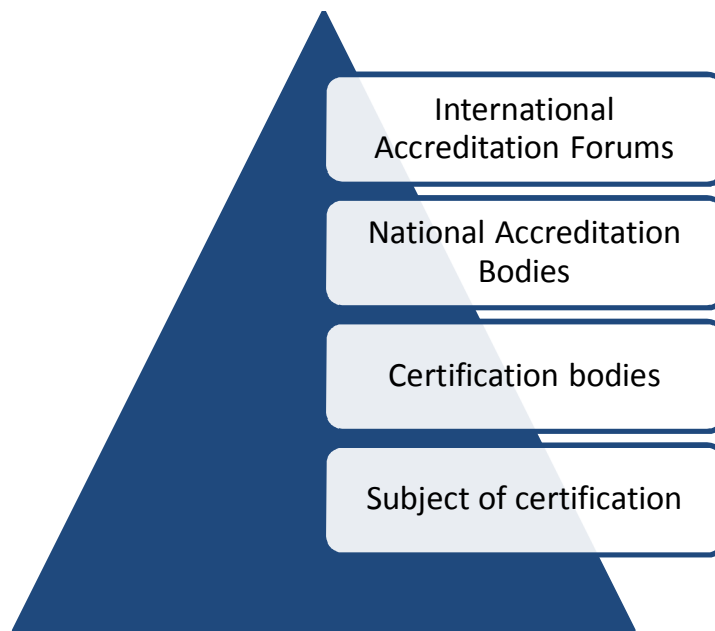 International
Accreditation Forums
National Accreditation
Bodies
Certification bodies
Subject of certification